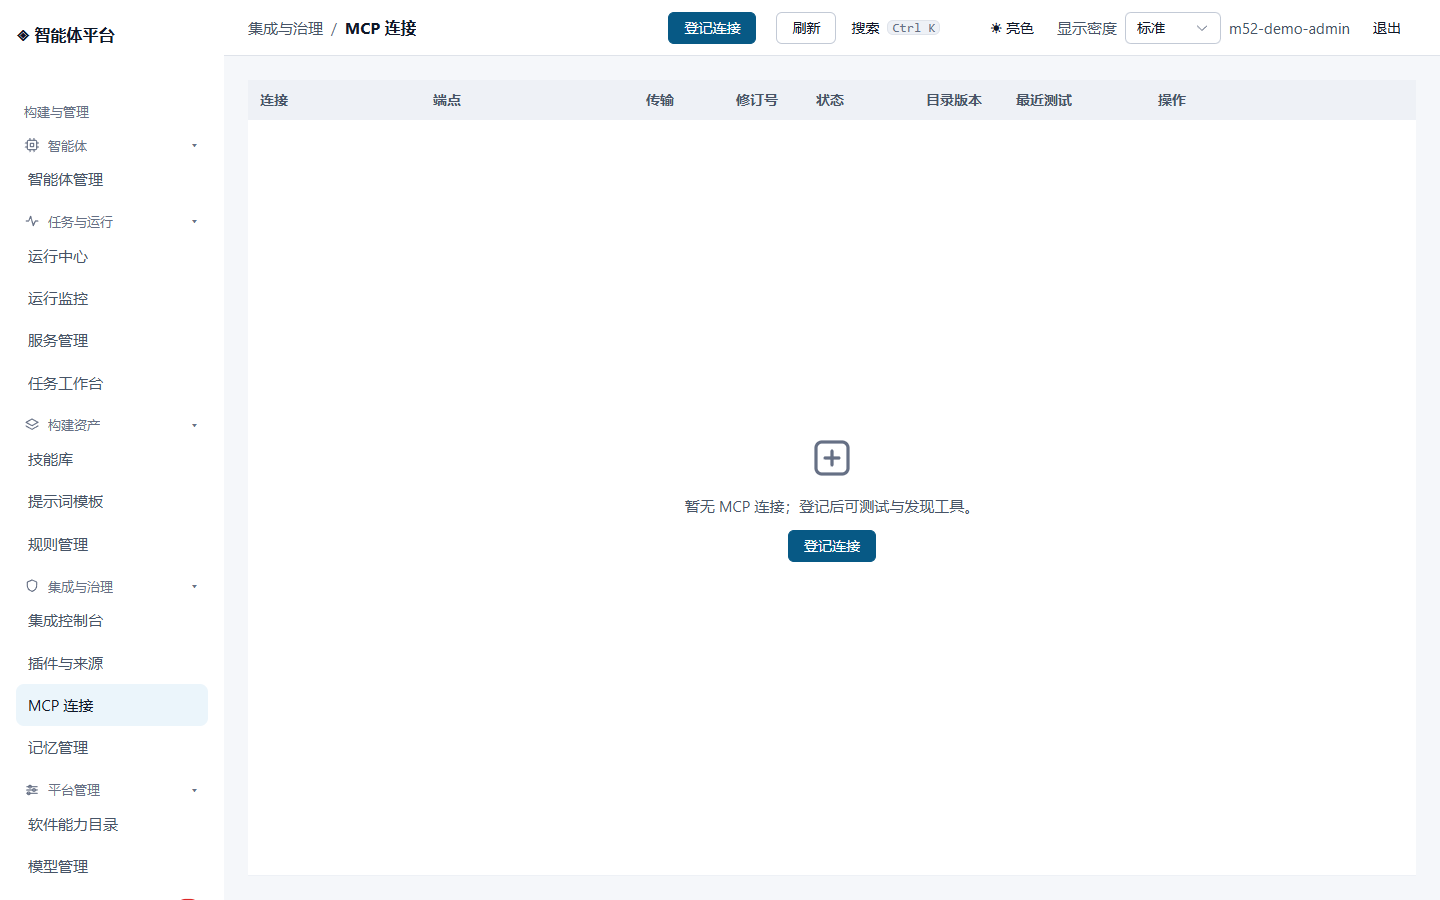 ◈ 智能体平台
集成与治理 / MCP 连接
登记连接
刷新
搜索 Ctrl K
☀ 亮色
显示密度
标准
m52-demo-admin
退出
构建与管理
智能体
智能体管理
任务与运行
运行中心
运行监控
服务管理
任务工作台
构建资产
技能库
提示词模板
规则管理
集成与治理
集成控制台
插件与来源
MCP 连接
记忆管理
平台管理
软件能力目录
模型管理
连接 端点 传输 修订号 状态 目录版本 最近测试 操作
暂无 MCP 连接；登记后可测试与发现工具。
登记连接